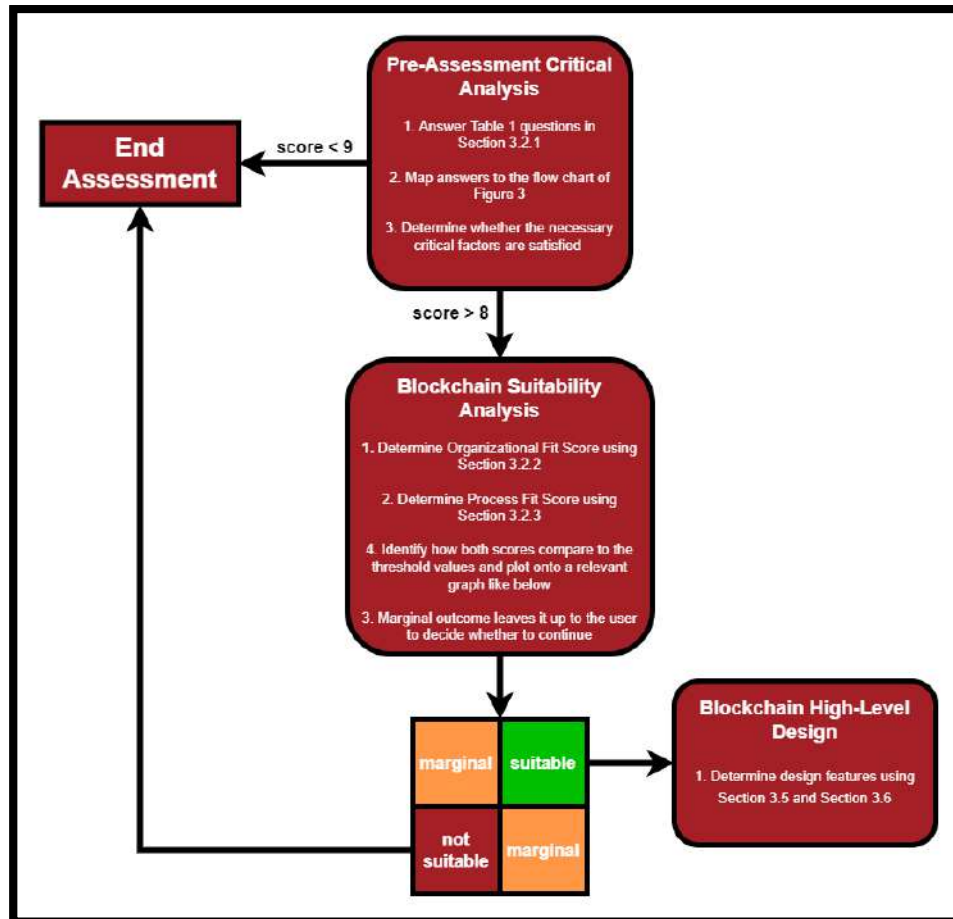 Pre-Assessment Critical
Analysis
1. Answer Table 1 questions in
Section 3.2.1
2. Map answers to the flow chart of
Figure 3
3. Determine whether the necessary
critical factors are satisfied
End
Assessment
score < 9
score > 8
Blockchain Suitability
Analysis
1. Determine Organizational Fit Score using
Section 3.2.2
2. Determine Process Fit Score using
Section 3.2.3
4. Identify how both scores compare to the
threshold values and plot onto a relevant
graph like below
3. Marginal outcome leaves it up to the user
to decide whether to continue
marginal
suitable
not
suitable
marginal
Blockchain High-Level
Design
1. Determine design features using
Section 3.5 and Section 3.6